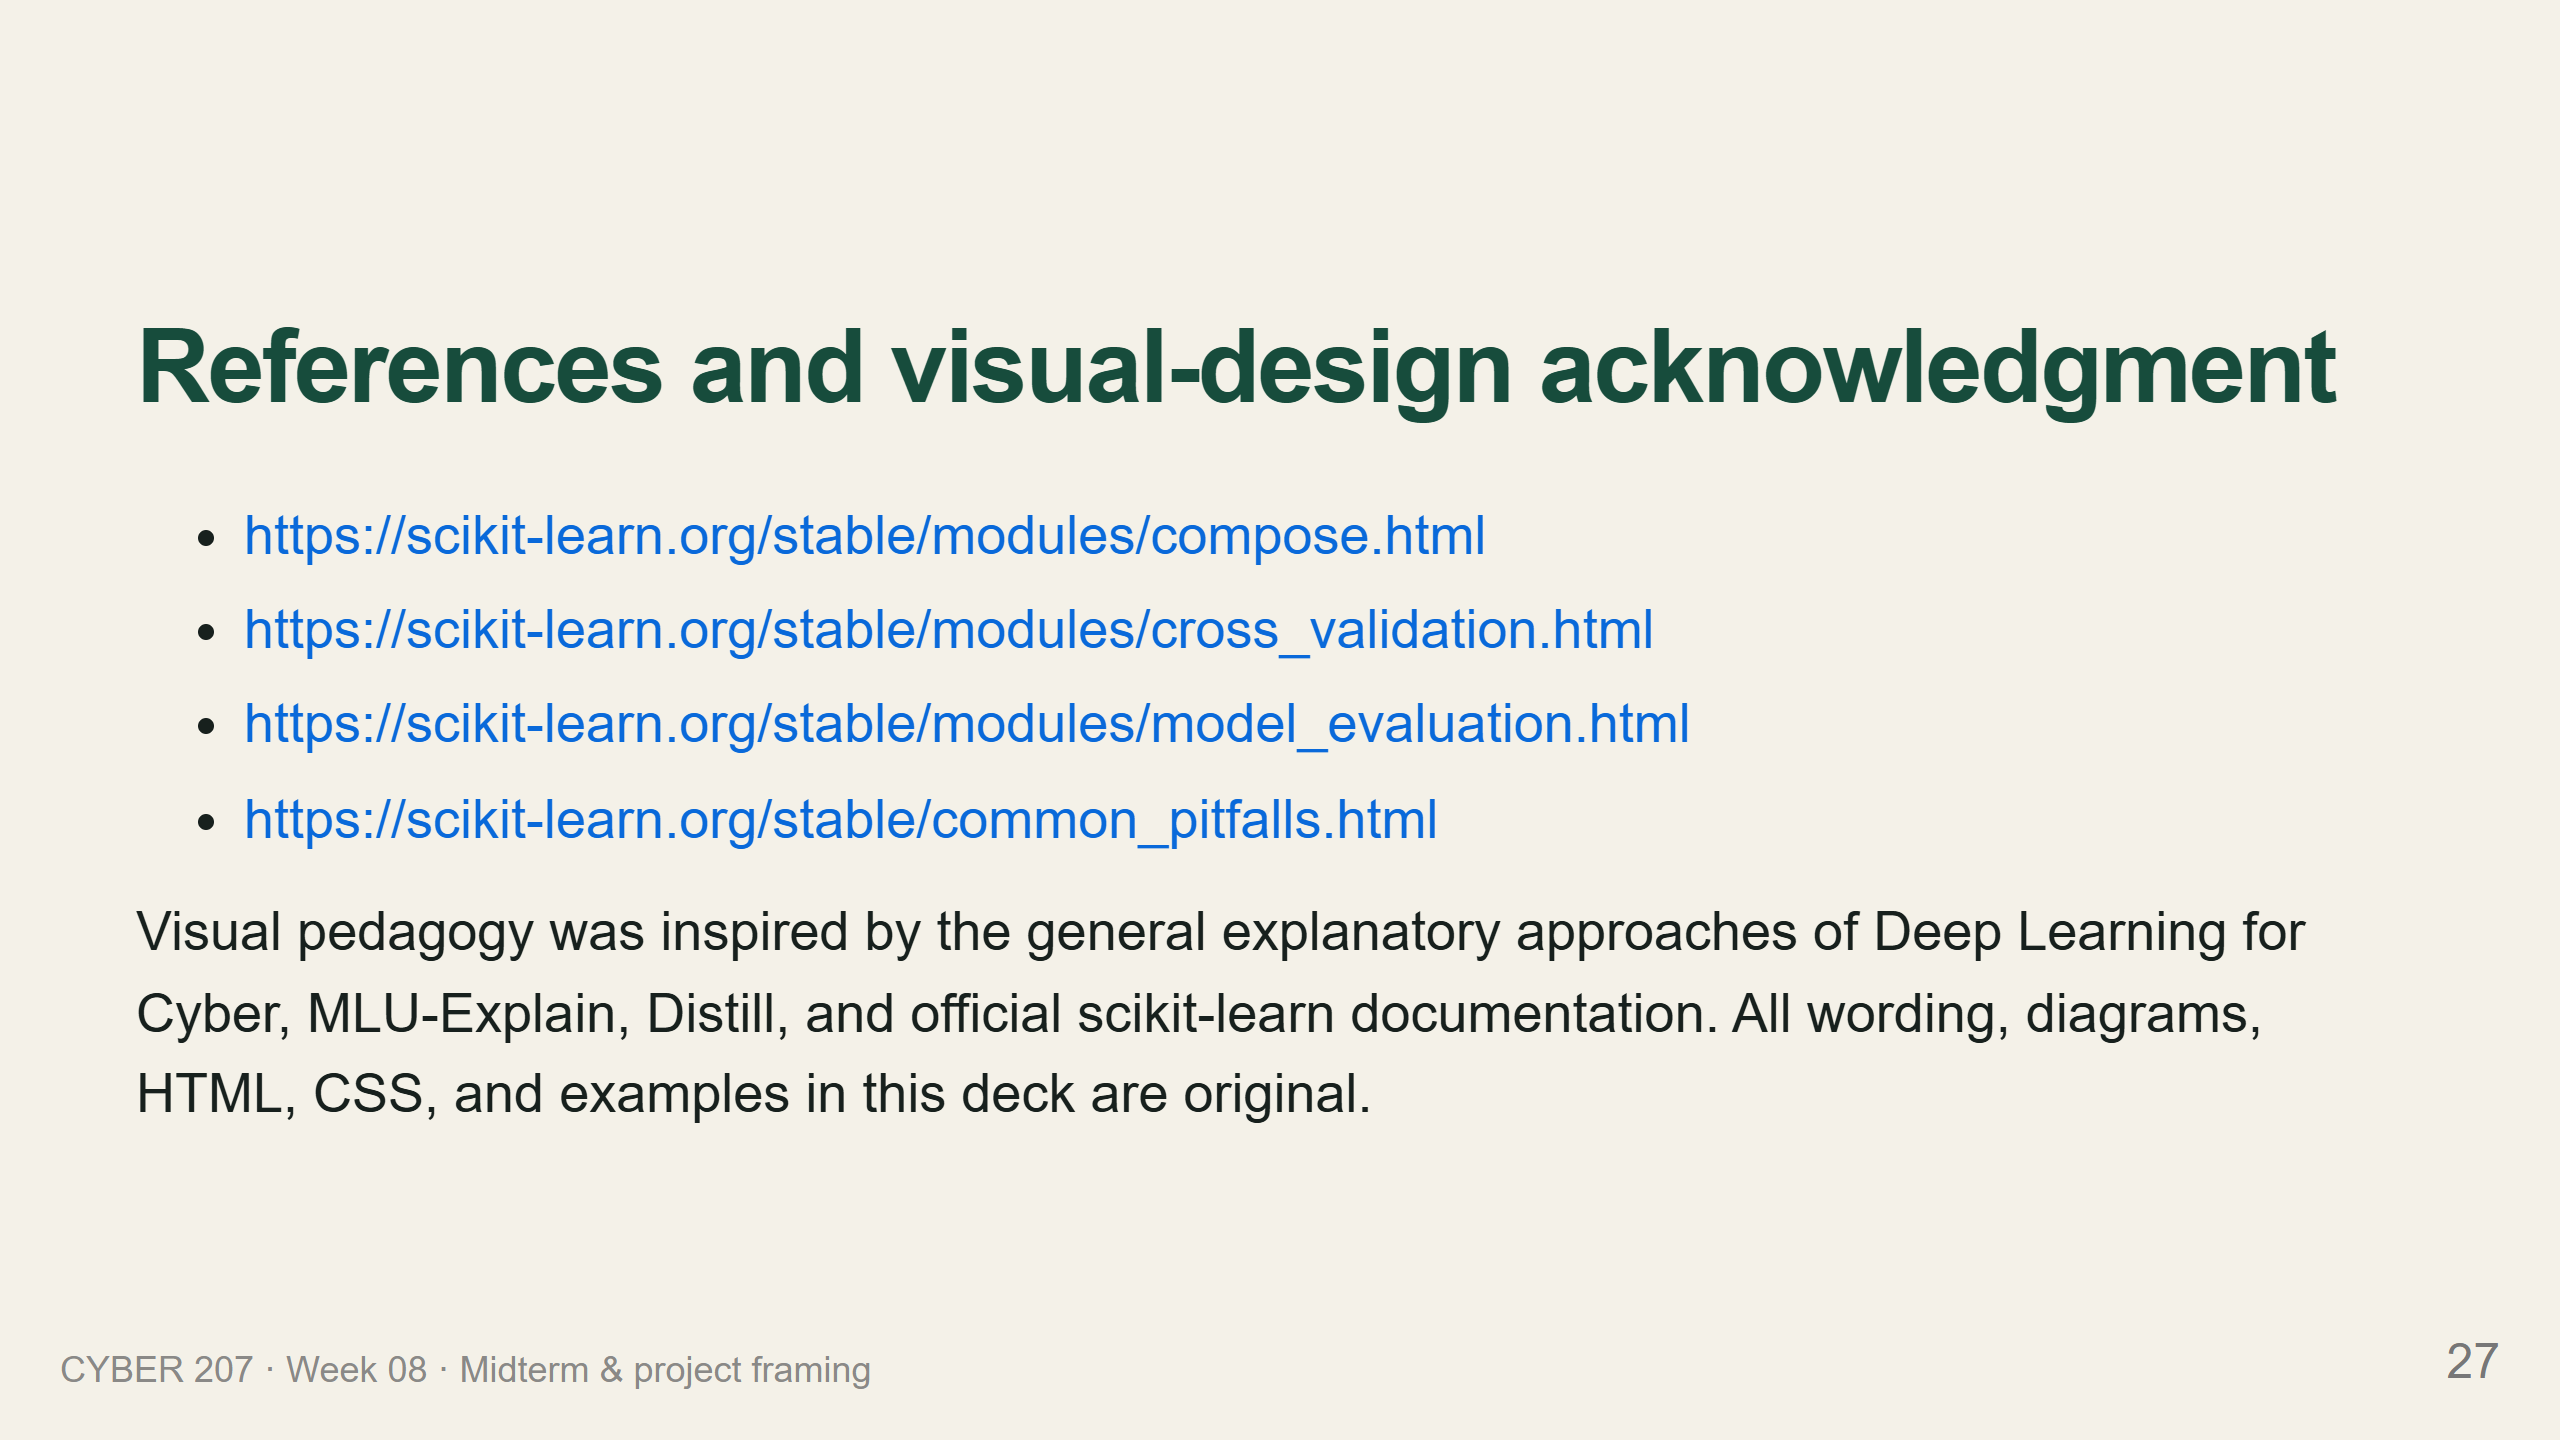 References and visual-design acknowledgment
• https://scikit-learn.org/stable/modules/compose.html
• https://scikit-learn.org/stable/modules/cross_validation.html
• https://scikit-learn.org/stable/modules/model_evaluation.html
• https://scikit-learn.org/stable/common_pitfalls.html
Visual pedagogy was inspired by the general explanatory approaches of Deep Learning for
Cyber, MLU-Explain, Distill, and official scikit-learn documentation. All wording, diagrams,
HTML, CSS, and examples in this deck are original.
CYBER 207 · Week 08 · Midterm & project framing
27